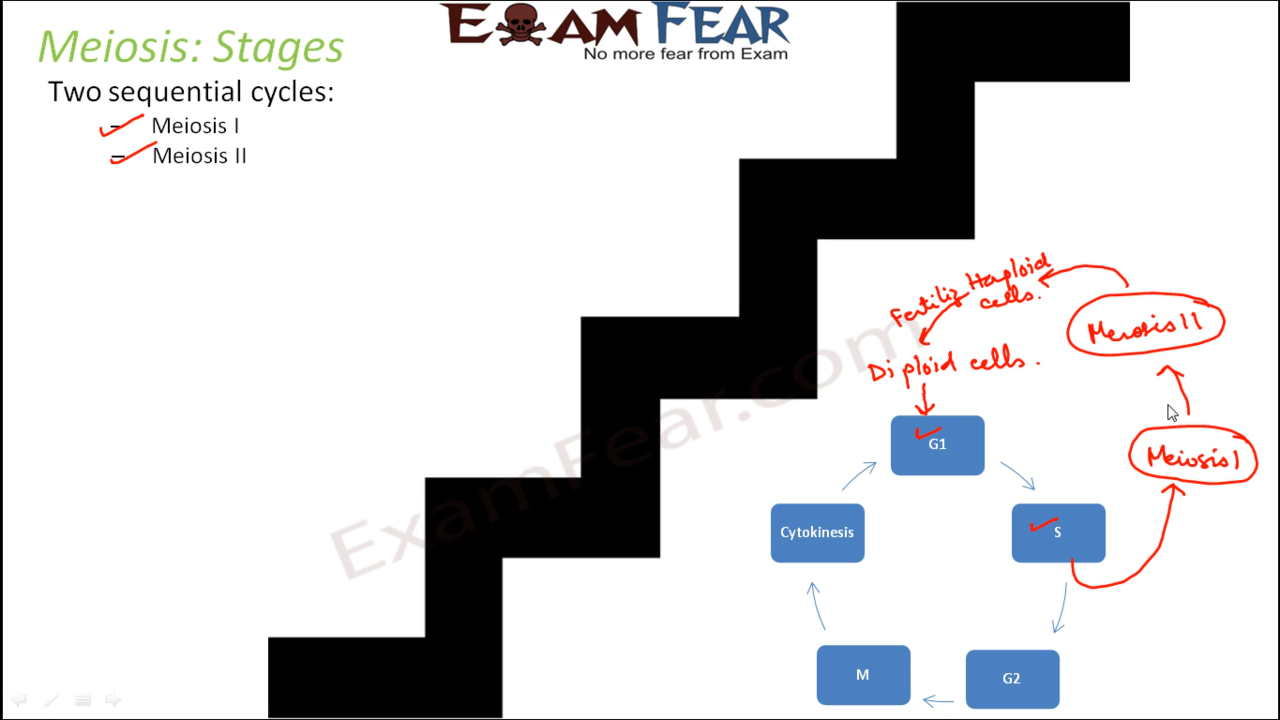 Meiosis: Stages
EXAM FEAR
No more fear from Exam
Two sequential cycles:
– Meiosis I
– Meiosis II
Fertiliz Haploid
cells.
Meiosis II
Diploid cells.
G1
Meiosis I
Cytokinesis
S
M
G2
ExamFear.com